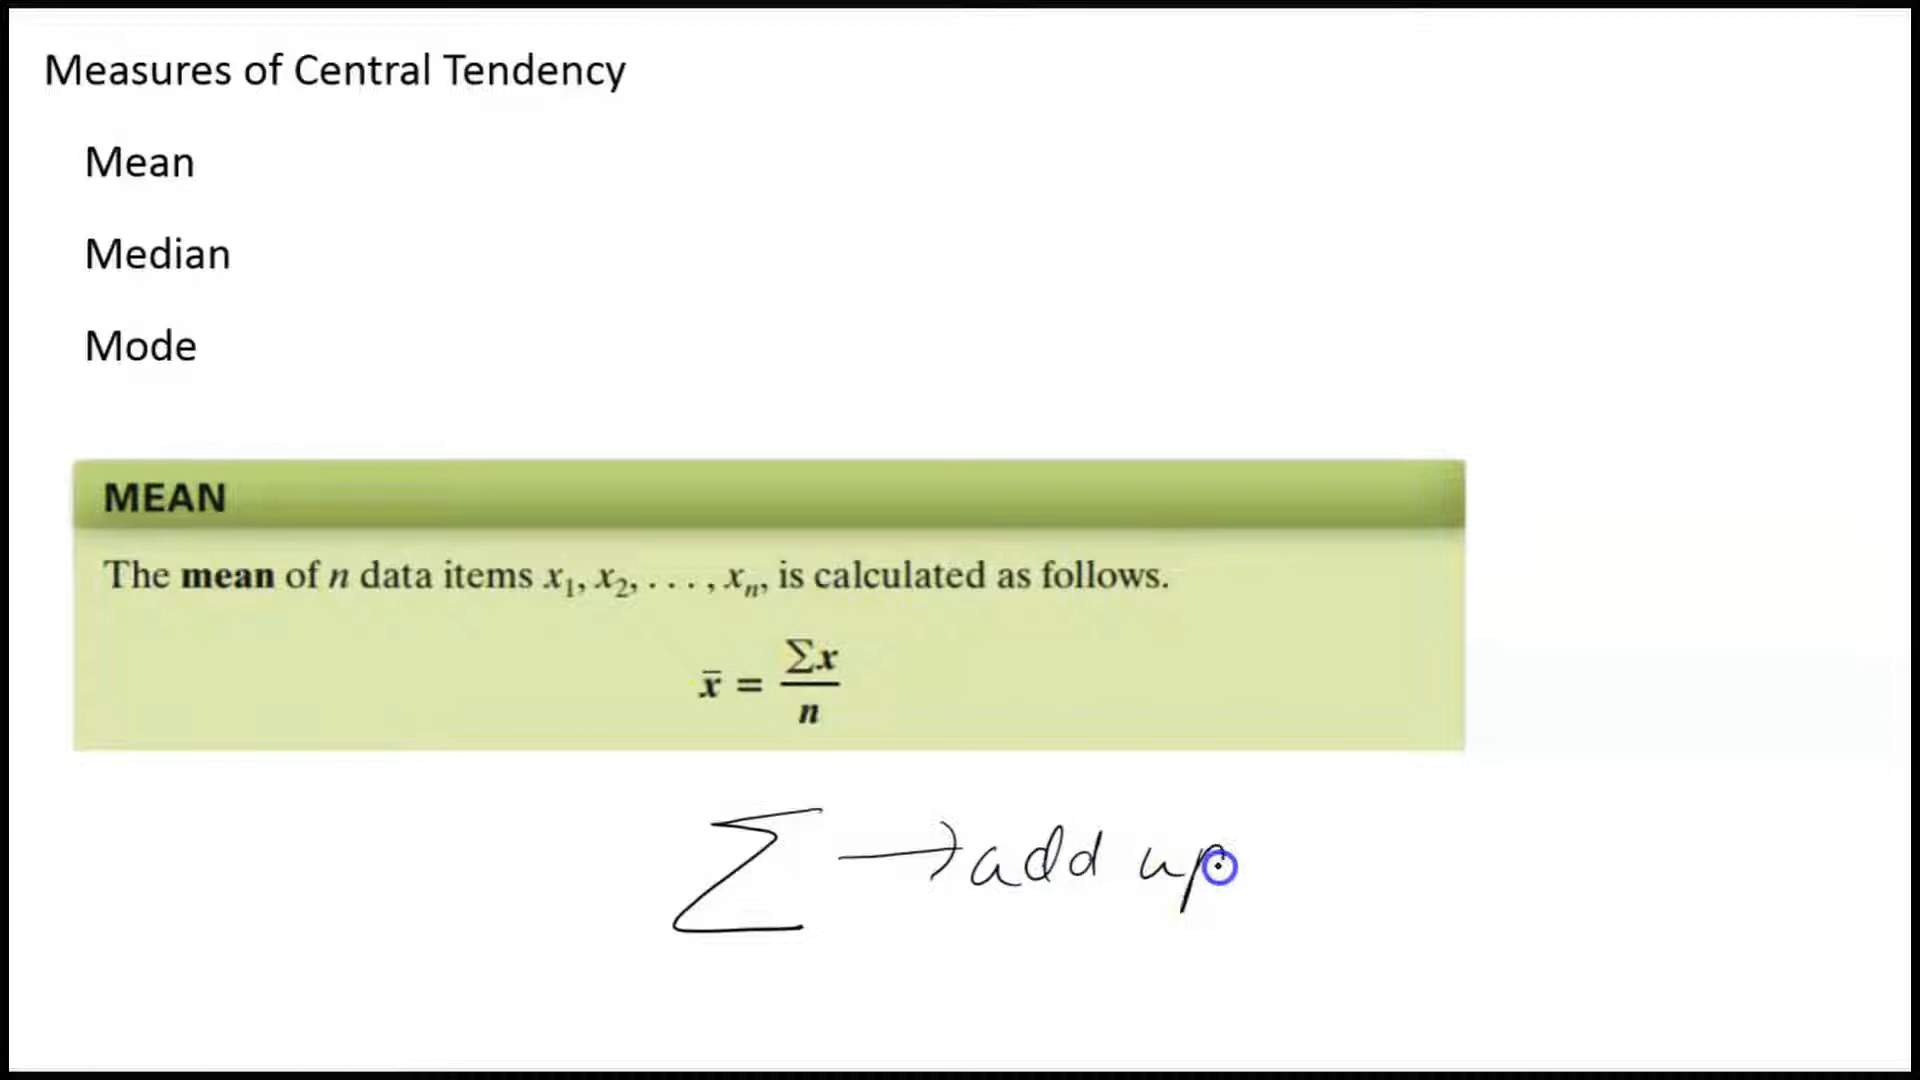 Measures of Central Tendency
Mean
Median
Mode
MEAN
The mean of n data items x₁, x₂, . . . , xₙ, is calculated as follows.
x̄ = Σx / n
Σ → add up